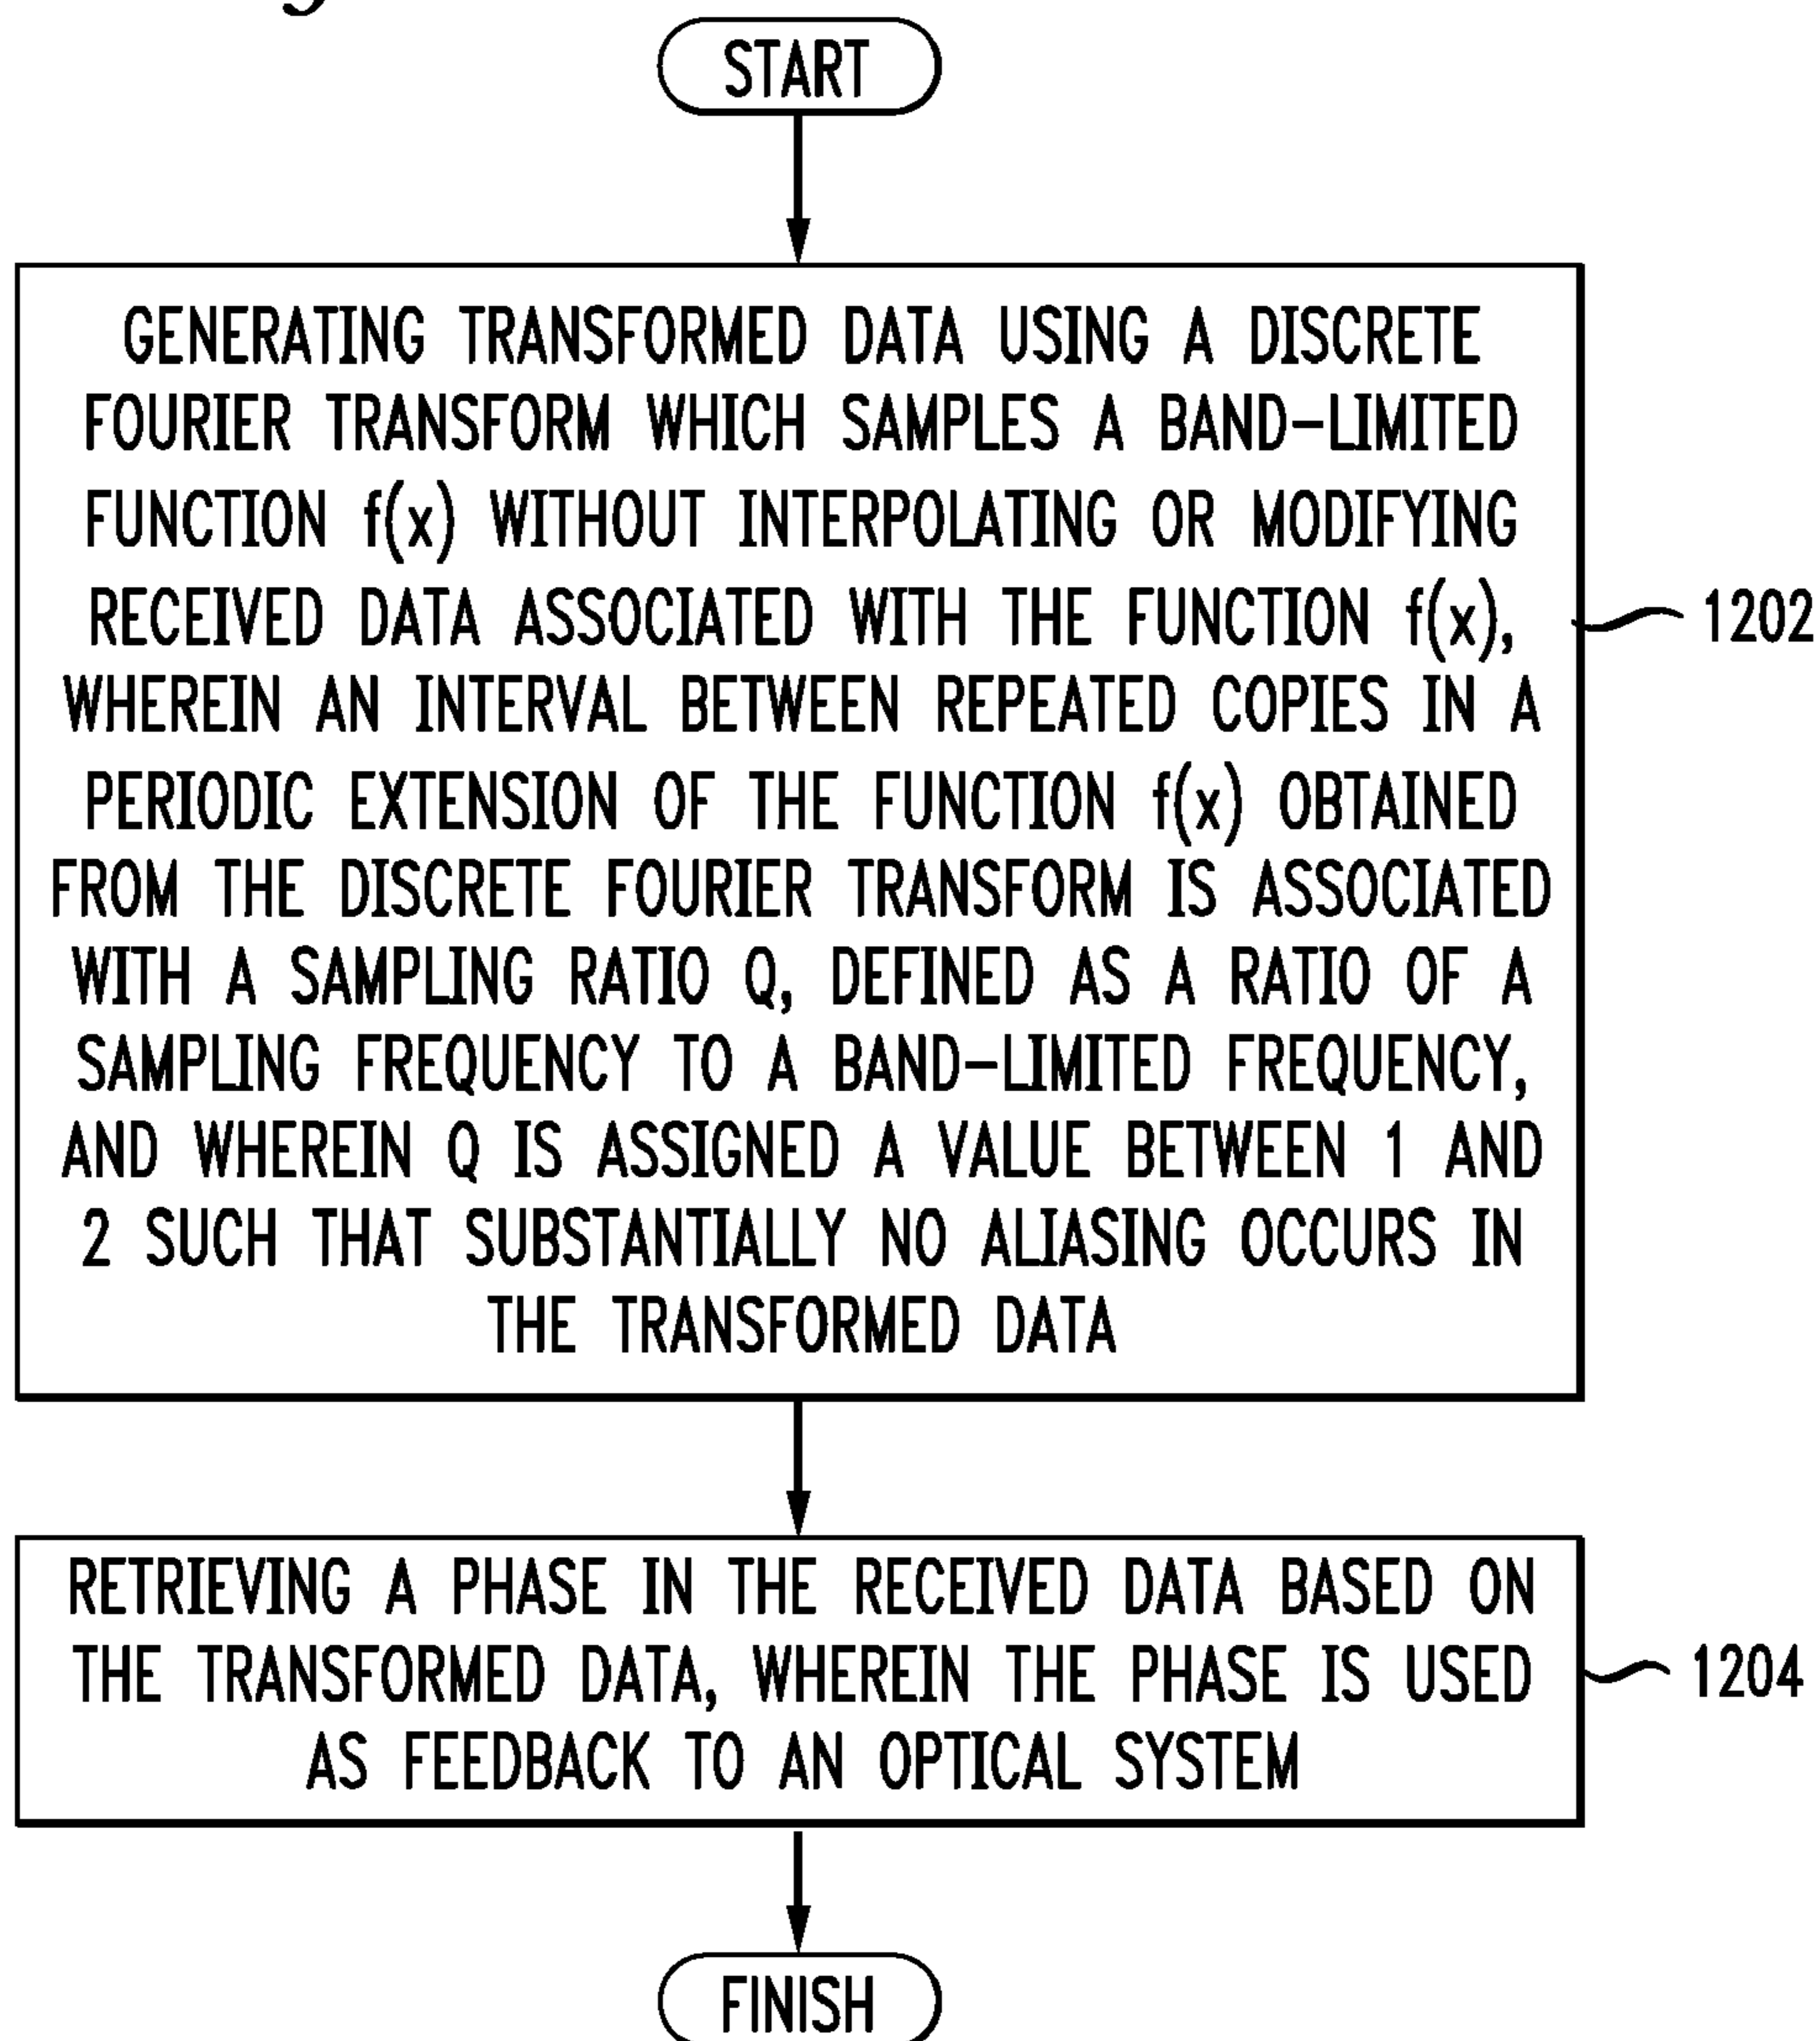 START
GENERATING TRANSFORMED DATA USING A DISCRETE
FOURIER TRANSFORM WHICH SAMPLES A BAND-LIMITED
FUNCTION f(x) WITHOUT INTERPOLATING OR MODIFYING
RECEIVED DATA ASSOCIATED WITH THE FUNCTION f(x),
WHEREIN AN INTERVAL BETWEEN REPEATED COPIES IN A
PERIODIC EXTENSION OF THE FUNCTION f(x) OBTAINED
FROM THE DISCRETE FOURIER TRANSFORM IS ASSOCIATED
WITH A SAMPLING RATIO Q, DEFINED AS A RATIO OF A
SAMPLING FREQUENCY TO A BAND-LIMITED FREQUENCY,
AND WHEREIN Q IS ASSIGNED A VALUE BETWEEN 1 AND
2 SUCH THAT SUBSTANTIALLY NO ALIASING OCCURS IN
THE TRANSFORMED DATA
1202
RETRIEVING A PHASE IN THE RECEIVED DATA BASED ON
THE TRANSFORMED DATA, WHEREIN THE PHASE IS USED
AS FEEDBACK TO AN OPTICAL SYSTEM
1204
FINISH